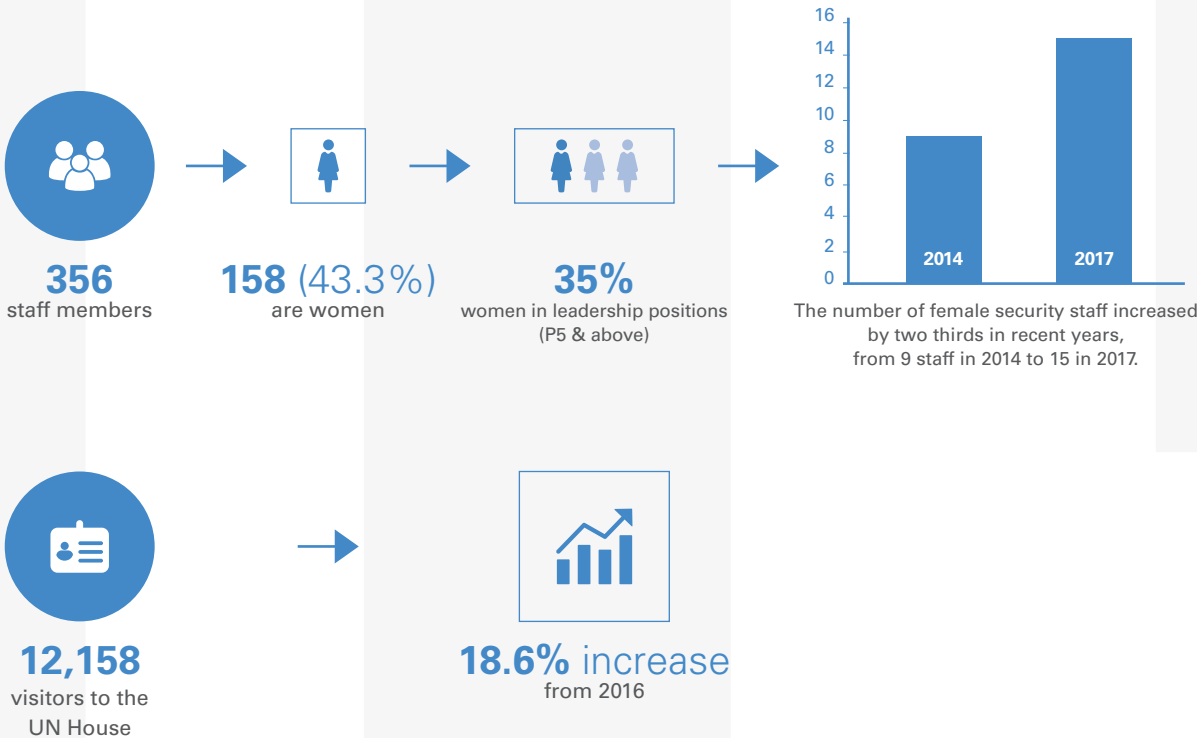 356
staff members
158 (43.3%)
are women
35%
women in leadership positions
(P5 & above)
16
14
12
10
8
6
4
2
0
2014
2017
The number of female security staff increased
by two thirds in recent years,
from 9 staff in 2014 to 15 in 2017.
12,158
visitors to the
UN House
18.6% increase
from 2016